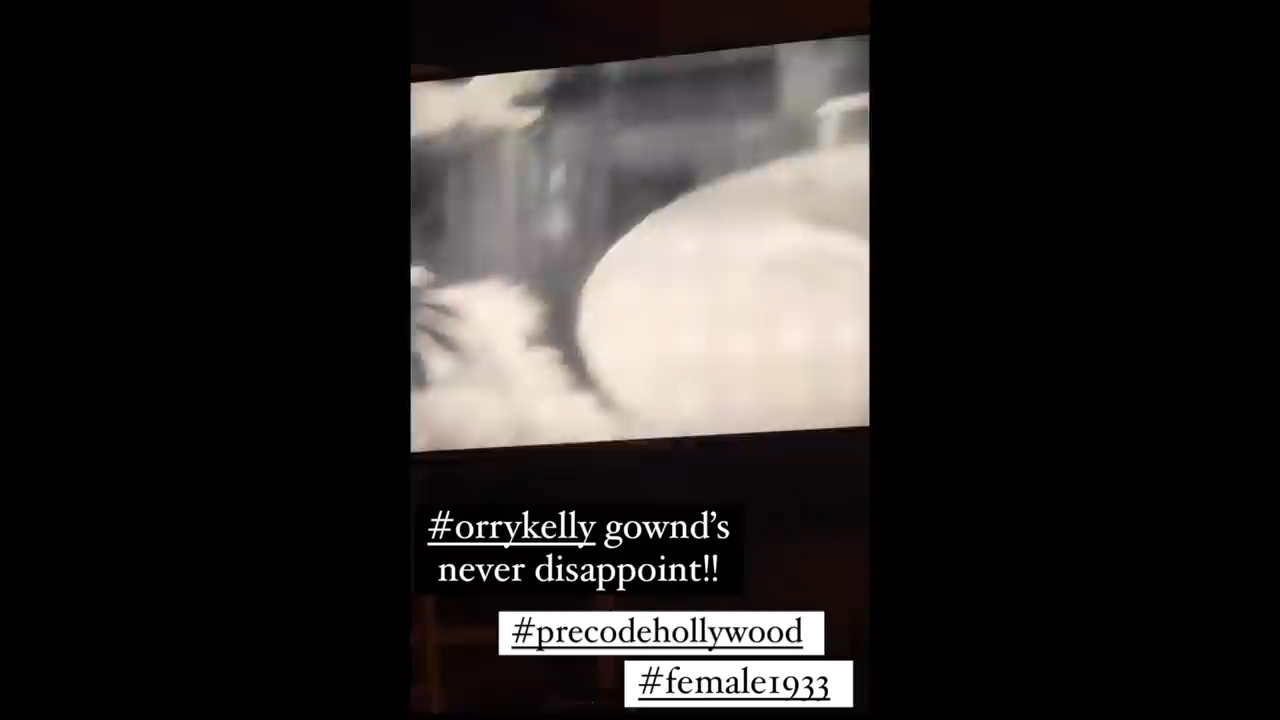 #orrykelly gownd’s
never disappoint!!
#precodehollywood
#female1933